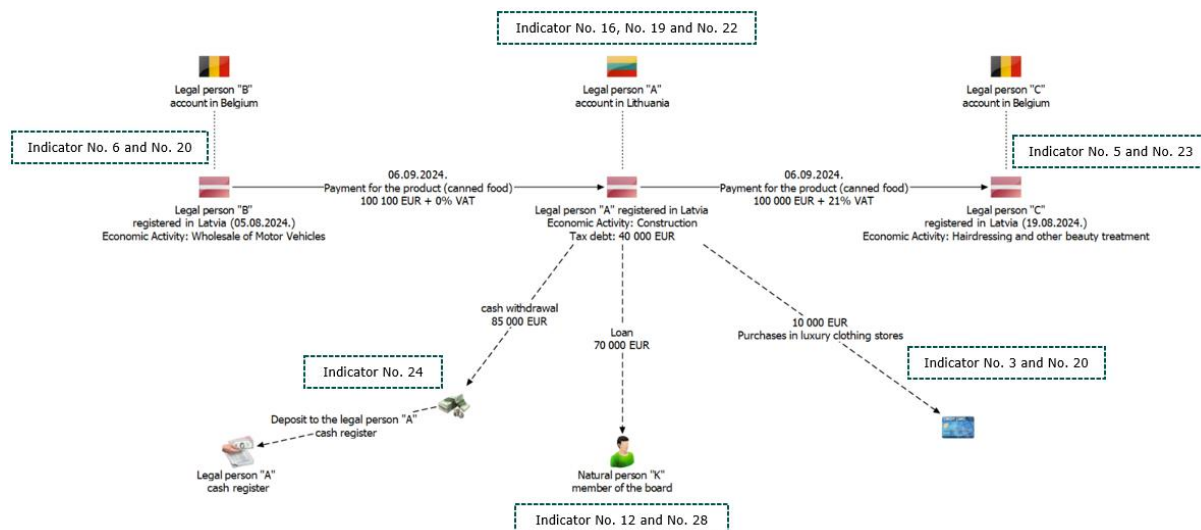 Indicator No. 16, No. 19 and No. 22
Legal person "B"
account in Belgium
Legal person "A"
account in Lithuania
Legal person "C"
account in Belgium
Indicator No. 6 and No. 20
Indicator No. 5 and No. 23
06.09.2024.
Payment for the product (canned food)
100 100 EUR + 0% VAT
06.09.2024.
Payment for the product (canned food)
100 000 EUR + 21% VAT
Legal person "B"
registered in Latvia (05.08.2024.)
Economic Activity: Wholesale of Motor Vehicles
Legal person "A" registered in Latvia
Economic Activity: Construction
Tax debt: 40 000 EUR
Legal person "C"
registered in Latvia (19.08.2024.)
Economic Activity: Hairdressing and other beauty treatment
cash withdrawal
85 000 EUR
Loan
70 000 EUR
10 000 EUR
Purchases in luxury clothing stores
Indicator No. 24
Indicator No. 3 and No. 20
Deposit to the legal person "A"
cash register
Legal person "A"
cash register
Natural person "K"
member of the board
Indicator No. 12 and No. 28